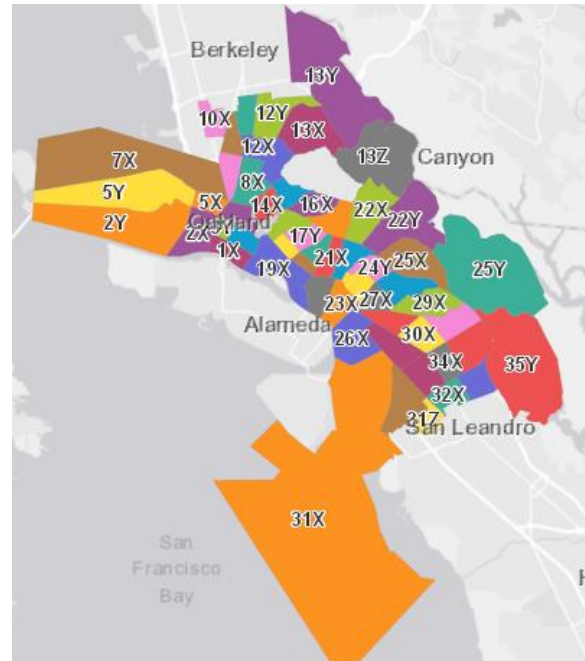 Berkeley
13Y
10X
12Y
13X
12X
13Z
Canyon
7X
8X
5Y
5X
14X
16X
22X
2Y
Oakland
22Y
2X
17Y
1X
21X
25X
19X
24Y
25Y
27X
29X
23X
Alameda
26X
30X
34X
35Y
32X
31Z
San Leandro
31X
San
Francisco
Bay
H